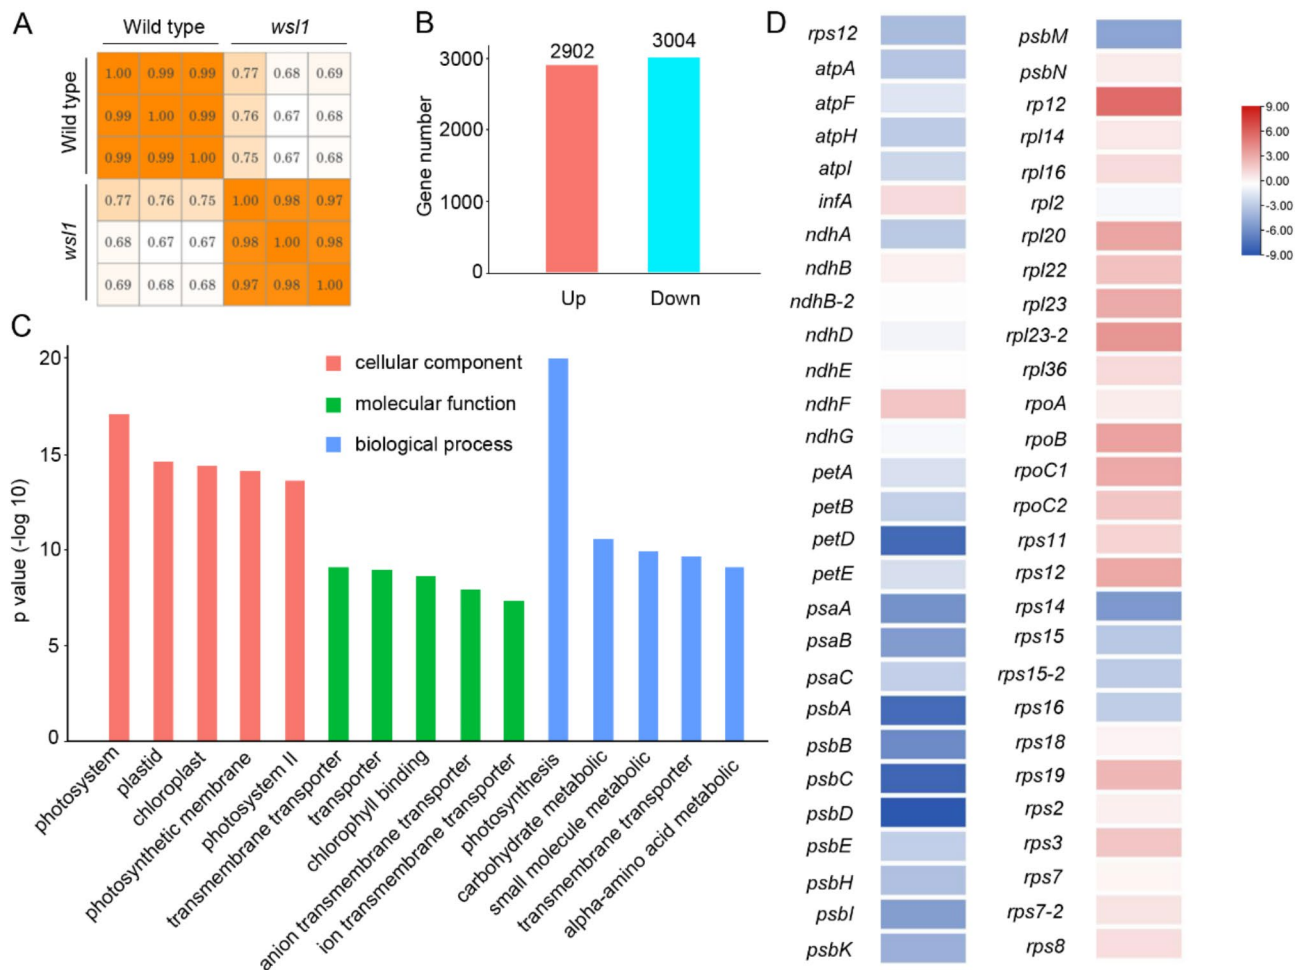 A
Wild type wsl1
Wild type
1.00 0.99 0.99 0.77 0.68 0.69
0.99 1.00 0.99 0.76 0.67 0.68
0.99 0.99 1.00 0.75 0.67 0.68
wsl1
0.77 0.76 0.75 1.00 0.98 0.97
0.68 0.67 0.67 0.98 1.00 0.98
0.69 0.68 0.68 0.97 0.98 1.00
B
Gene number
3000
2000
1000
0
2902 3004
Up Down
C
p value (-log 10)
20
15
10
5
0
cellular component
molecular function
biological process
photosystem
plastid
chloroplast
photosynthetic membrane
photosystem II
transmembrane transporter
transporter
chlorophyll binding
anion transmembrane transporter
ion transmembrane transporter
photosynthesis
carbohydrate metabolic
small molecule metabolic
transmembrane transporter
alpha-amino acid metabolic
D
rps12
atpA
atpF
atpH
atpI
infA
ndhA
ndhB
ndhB-2
ndhD
ndhE
ndhF
ndhG
petA
petB
petD
petE
psaA
psaB
psaC
psbA
psbB
psbC
psbD
psbE
psbH
psbI
psbK
psbM
psbN
rp12
rpl14
rpl16
rpl2
rpl20
rpl22
rpl23
rpl23-2
rpl36
rpoA
rpoB
rpoC1
rpoC2
rps11
rps12
rps14
rps15
rps15-2
rps16
rps18
rps19
rps2
rps3
rps7
rps7-2
rps8
9.00
6.00
3.00
0.00
-3.00
-6.00
-9.00